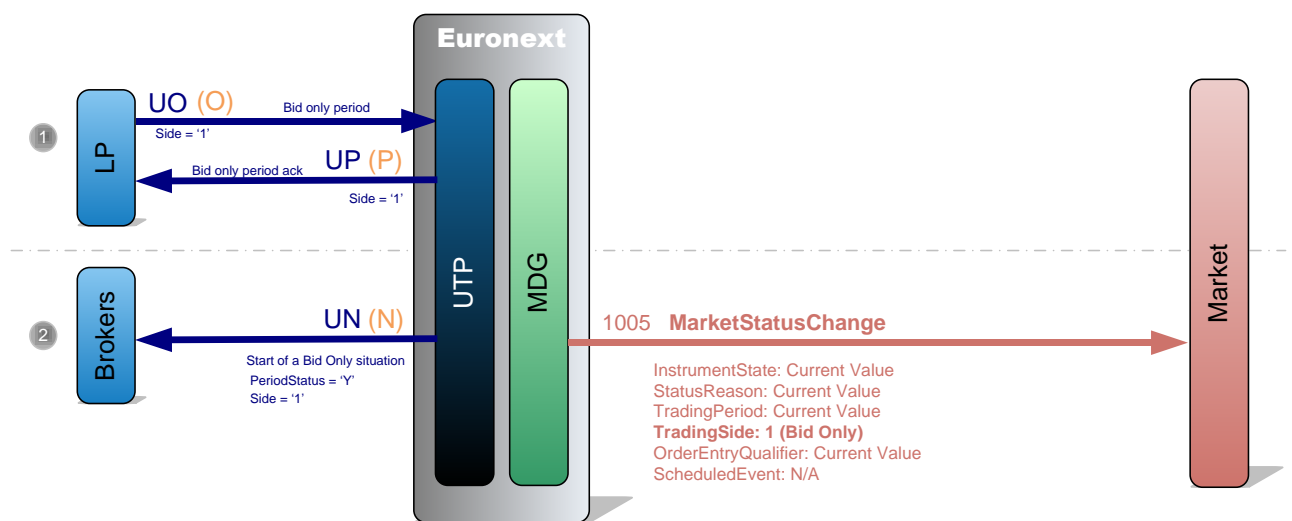 Euronext
1
LP
UO (O)
Bid only period
Side = ‘1’
UP (P)
Bid only period ack
Side = ‘1’
UTP
MDG
Market
2
Brokers
UN (N)
Start of a Bid Only situation
PeriodStatus = ‘Y’
Side = ‘1’
1005 MarketStatusChange
InstrumentState: Current Value
StatusReason: Current Value
TradingPeriod: Current Value
TradingSide: 1 (Bid Only)
OrderEntryQualifier: Current Value
ScheduledEvent: N/A